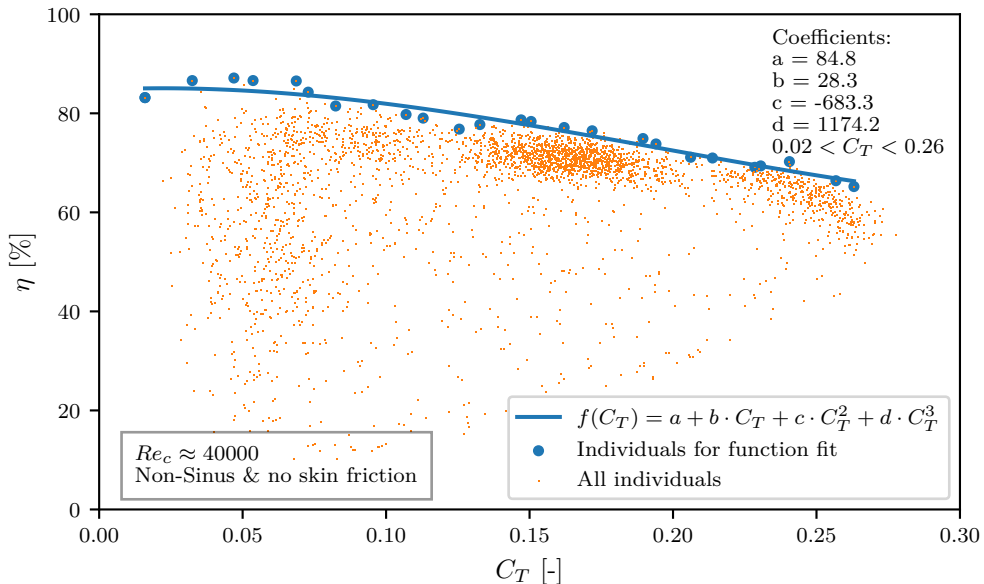 100
80
60
40
20
0
η [%]
Coefficients:
a = 84.8
b = 28.3
c = -683.3
d = 1174.2
0.02 < C_T < 0.26
f(C_T) = a + b · C_T + c · C_T^2 + d · C_T^3
Individuals for function fit
All individuals
Re_c ≈ 40000
Non-Sinus & no skin friction
0.00 0.05 0.10 0.15 0.20 0.25 0.30
C_T [-]